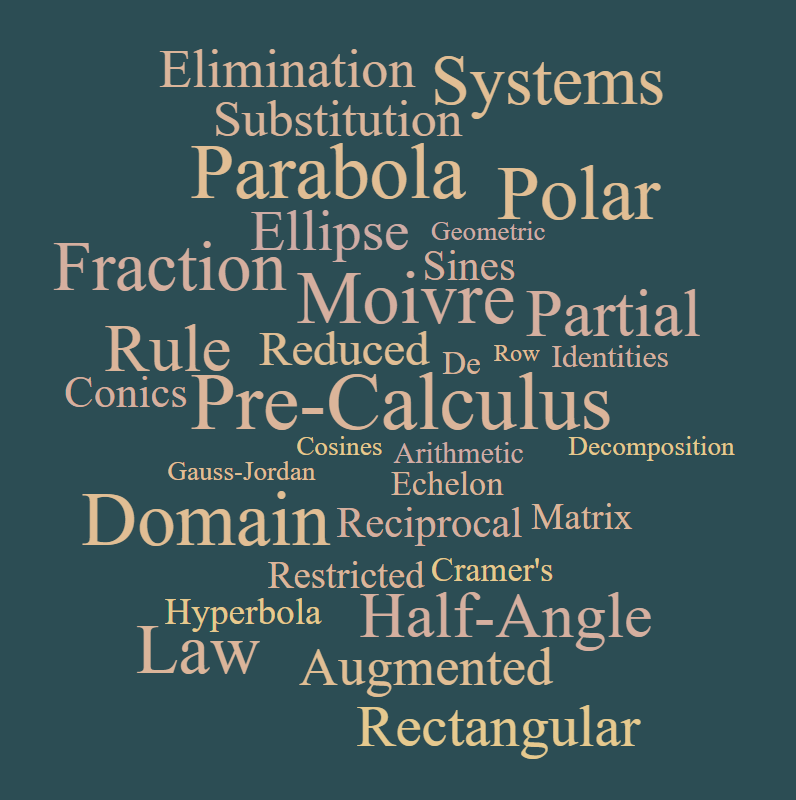 Elimination Systems
Substitution
Parabola Polar
Ellipse Geometric
Fraction Sines
Moivre Partial
Rule Reduced De Row Identities
Conics Pre-Calculus
Cosines Arithmetic Decomposition
Gauss-Jordan Echelon
Domain Reciprocal Matrix
Restricted Cramer's
Hyperbola Half-Angle
Law Augmented
Rectangular